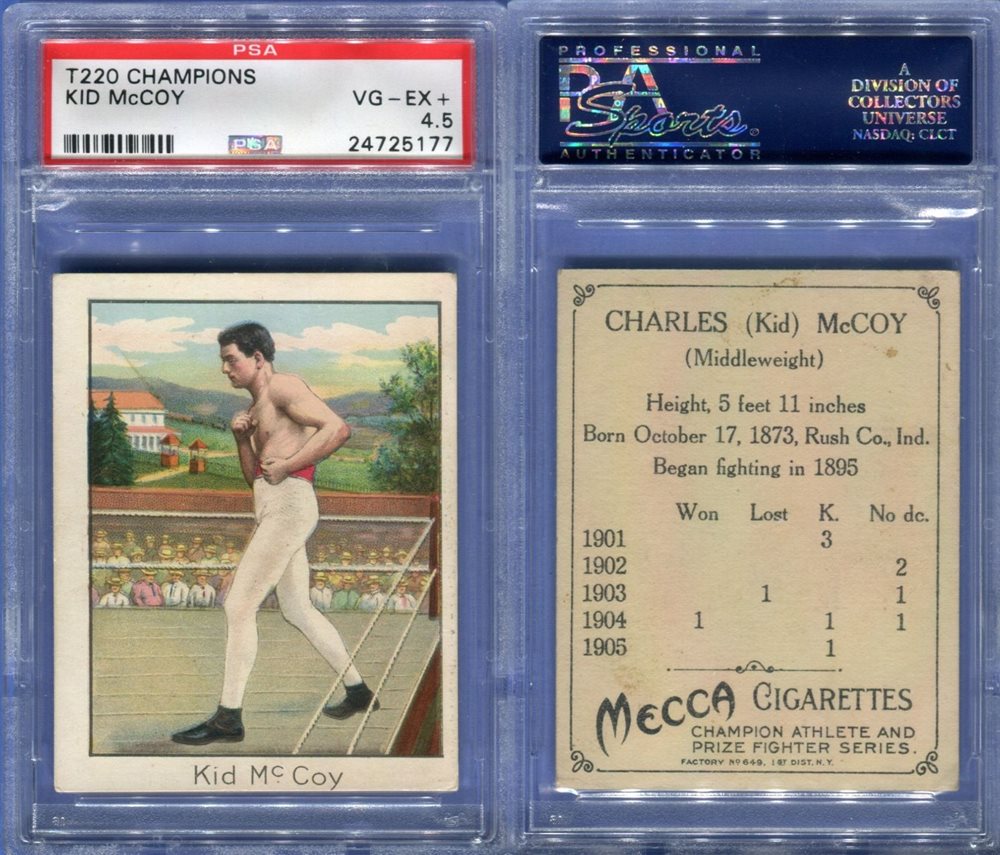 PSA
T220 CHAMPIONS
KID McCOY VG-EX +
4.5
PSA 24725177
Kid Mc Coy
PROFESSIONAL
PSA
Sports
AUTHENTICATOR
A
DIVISION OF
COLLECTORS
UNIVERSE
NASDAQ: CLCT
CHARLES (Kid) McCOY
(Middleweight)
Height, 5 feet 11 inches
Born October 17, 1873, Rush Co., Ind.
Began fighting in 1895
Won Lost K. No dc.
1901 3
1902 2
1903 1 1
1904 1 1 1
1905 1
MECCA CIGARETTES
CHAMPION ATHLETE AND
PRIZE FIGHTER SERIES.
FACTORY Nº 649, 1ST DIST. N.Y.